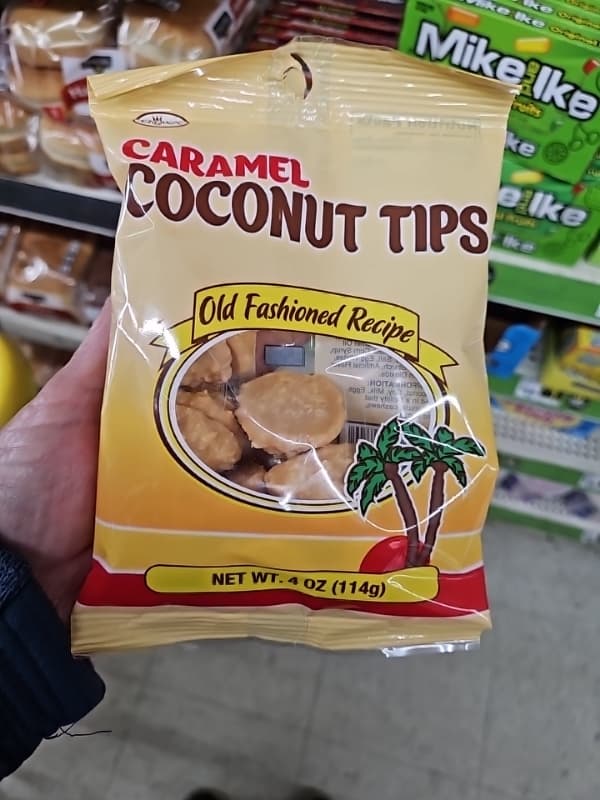 Mike
Ike
CARAMEL
COCONUT TIPS
Old Fashioned Recipe
NET WT. 4 OZ (114g)